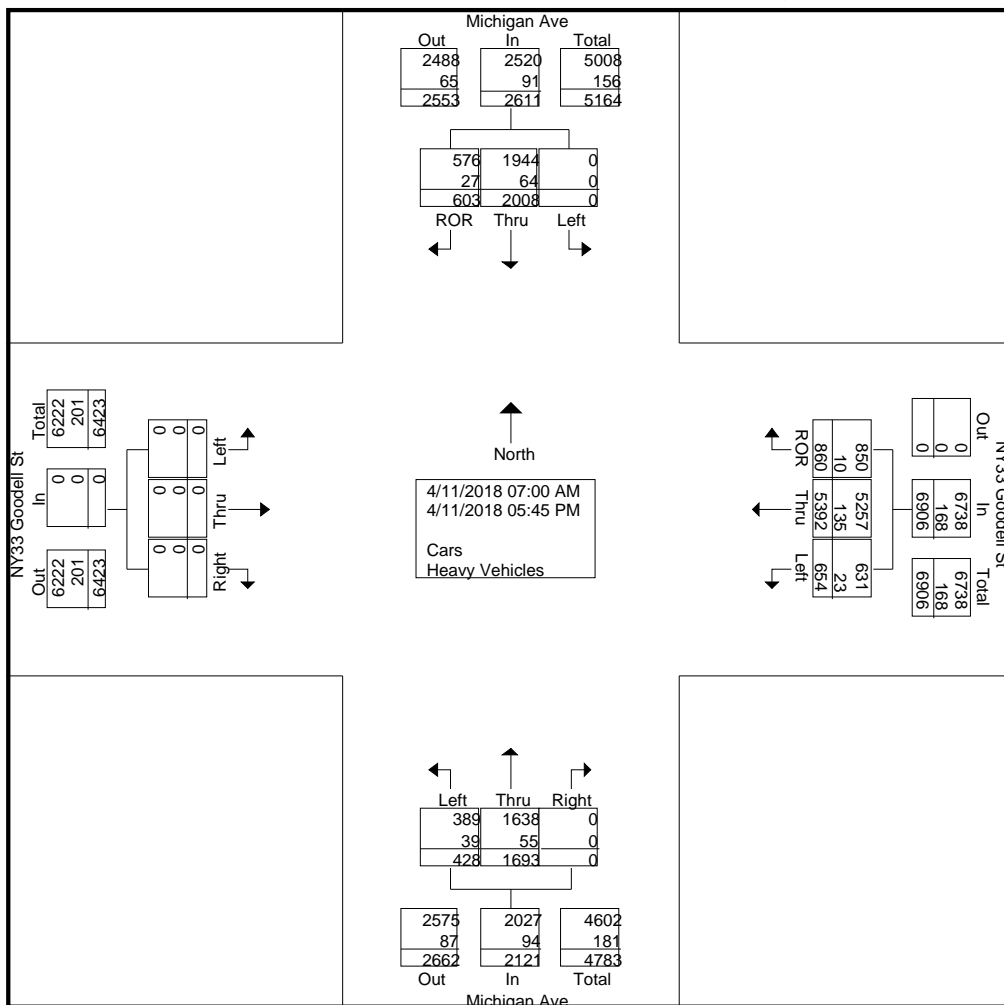 Michigan Ave
Out In Total
2488 2520 5008
65 91 156
2553 2611 5164
576 1944 0
27 64 0
603 2008 0
ROR Thru Left
NY33 Goodell St
Total
6222
201
6423
In
0
0
0
Out
6222
201
6423
Left
0
0
0
Thru
0
0
0
Right
0
0
0
North
4/11/2018 07:00 AM
4/11/2018 05:45 PM
Cars
Heavy Vehicles
ROR
850
10
860
Thru
5257
135
5392
Left
631
23
654
NY33 Goodell St
Out
0
0
0
In
6738
168
6906
Total
6738
168
6906
Left Thru Right
389 1638 0
39 55 0
428 1693 0
2575 2027 4602
87 94 181
2662 2121 4783
Out In Total
Michigan Ave